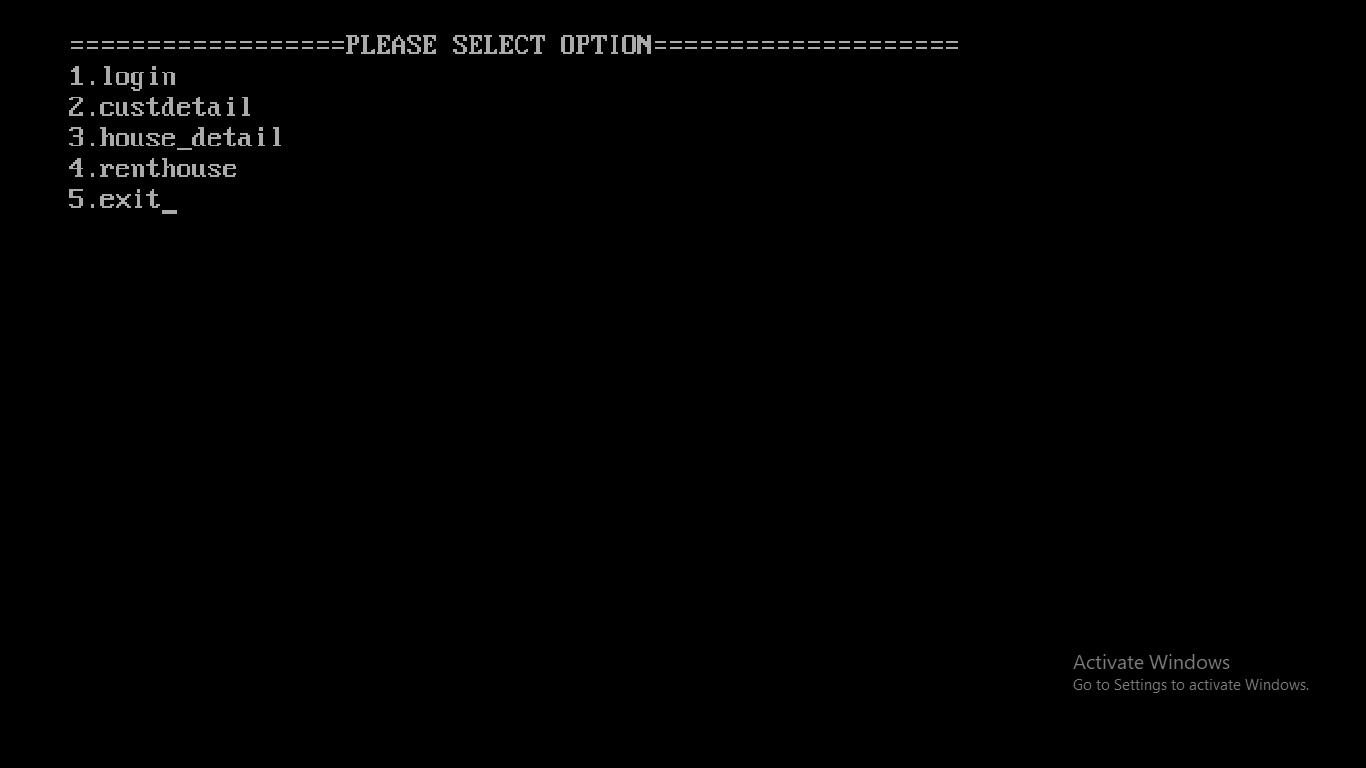 ==================PLEASE SELECT OPTION====================
1.login
2.custdetail
3.house_detail
4.renthouse
5.exit_
Activate Windows
Go to Settings to activate Windows.